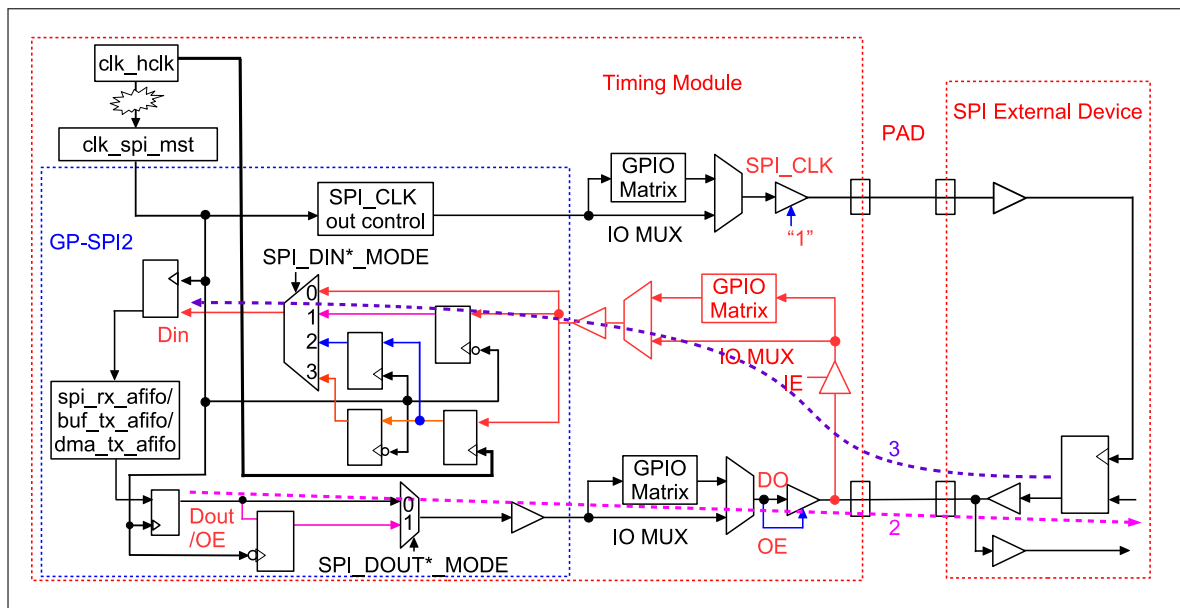 clk_hclk
Timing Module
SPI External Device
PAD
clk_spi_mst
GPIO
Matrix
SPI_CLK
SPI_CLK
out control
GP-SPI2
IO MUX
“1”
SPI_DIN*_MODE
0
1
2
3
GPIO
Matrix
Din
IO MUX
IE
spi_rx_afifo/
buf_tx_afifo/
dma_tx_afifo
3
GPIO
Matrix
DO
0
1
Dout
/OE
2
IO MUX
OE
SPI_DOUT*_MODE